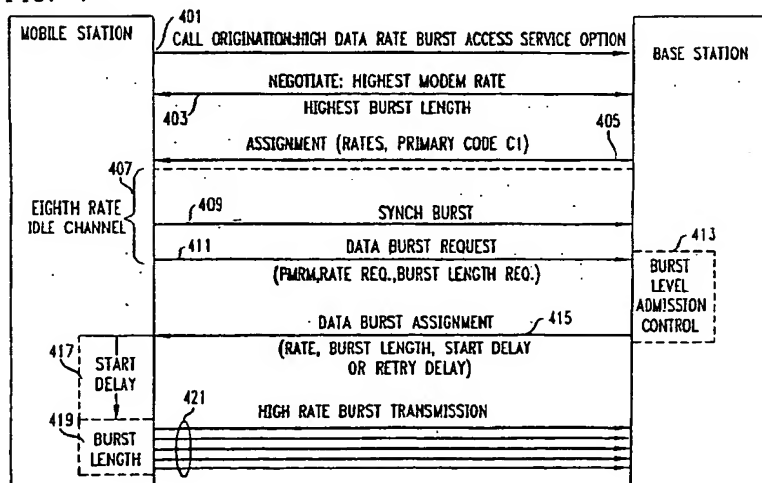 MOBILE STATION
BASE STATION
401
CALL ORIGINATION:HIGH DATA RATE BURST ACCESS SERVICE OPTION
NEGOTIATE: HIGHEST MODEM RATE
403
HIGHEST BURST LENGTH
405
ASSIGNMENT (RATES, PRIMARY CODE C1)
407
EIGHTH RATE
IDLE CHANNEL
409
SYNCH BURST
411
DATA BURST REQUEST
(PMRM,RATE REQ.,BURST LENGTH REQ.)
413
BURST
LEVEL
ADMISSION
CONTROL
DATA BURST ASSIGNMENT
415
(RATE, BURST LENGTH, START DELAY
OR RETRY DELAY)
417
START
DELAY
421
HIGH RATE BURST TRANSMISSION
419
BURST
LENGTH